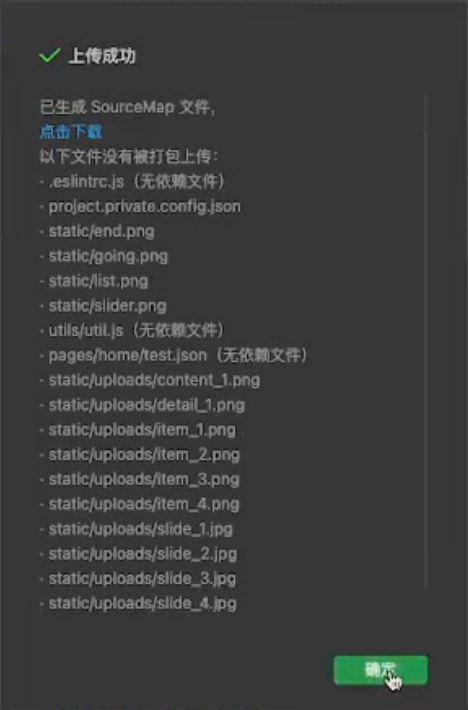 上传成功
已生成 SourceMap 文件,
点击下载
以下文件没有被打包上传：
· .eslintrc.js（无依赖文件）
· project.private.config.json
· static/end.png
· static/going.png
· static/list.png
· static/slider.png
· utils/util.js（无依赖文件）
· pages/home/test.json（无依赖文件）
· static/uploads/content_1.png
· static/uploads/detail_1.png
· static/uploads/item_1.png
· static/uploads/item_2.png
· static/uploads/item_3.png
· static/uploads/item_4.png
· static/uploads/slide_1.jpg
· static/uploads/slide_2.jpg
· static/uploads/slide_3.jpg
· static/uploads/slide_4.jpg
确定